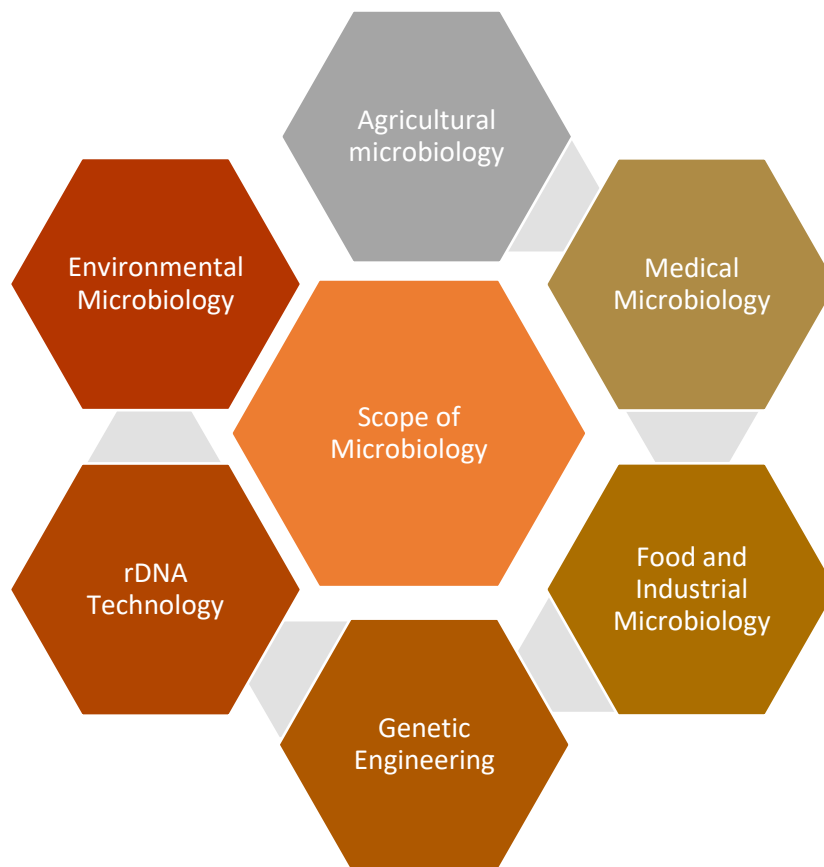 Agricultural
microbiology
Medical
Microbiology
Food and
Industrial
Microbiology
Genetic
Engineering
rDNA
Technology
Environmental
Microbiology
Scope of
Microbiology